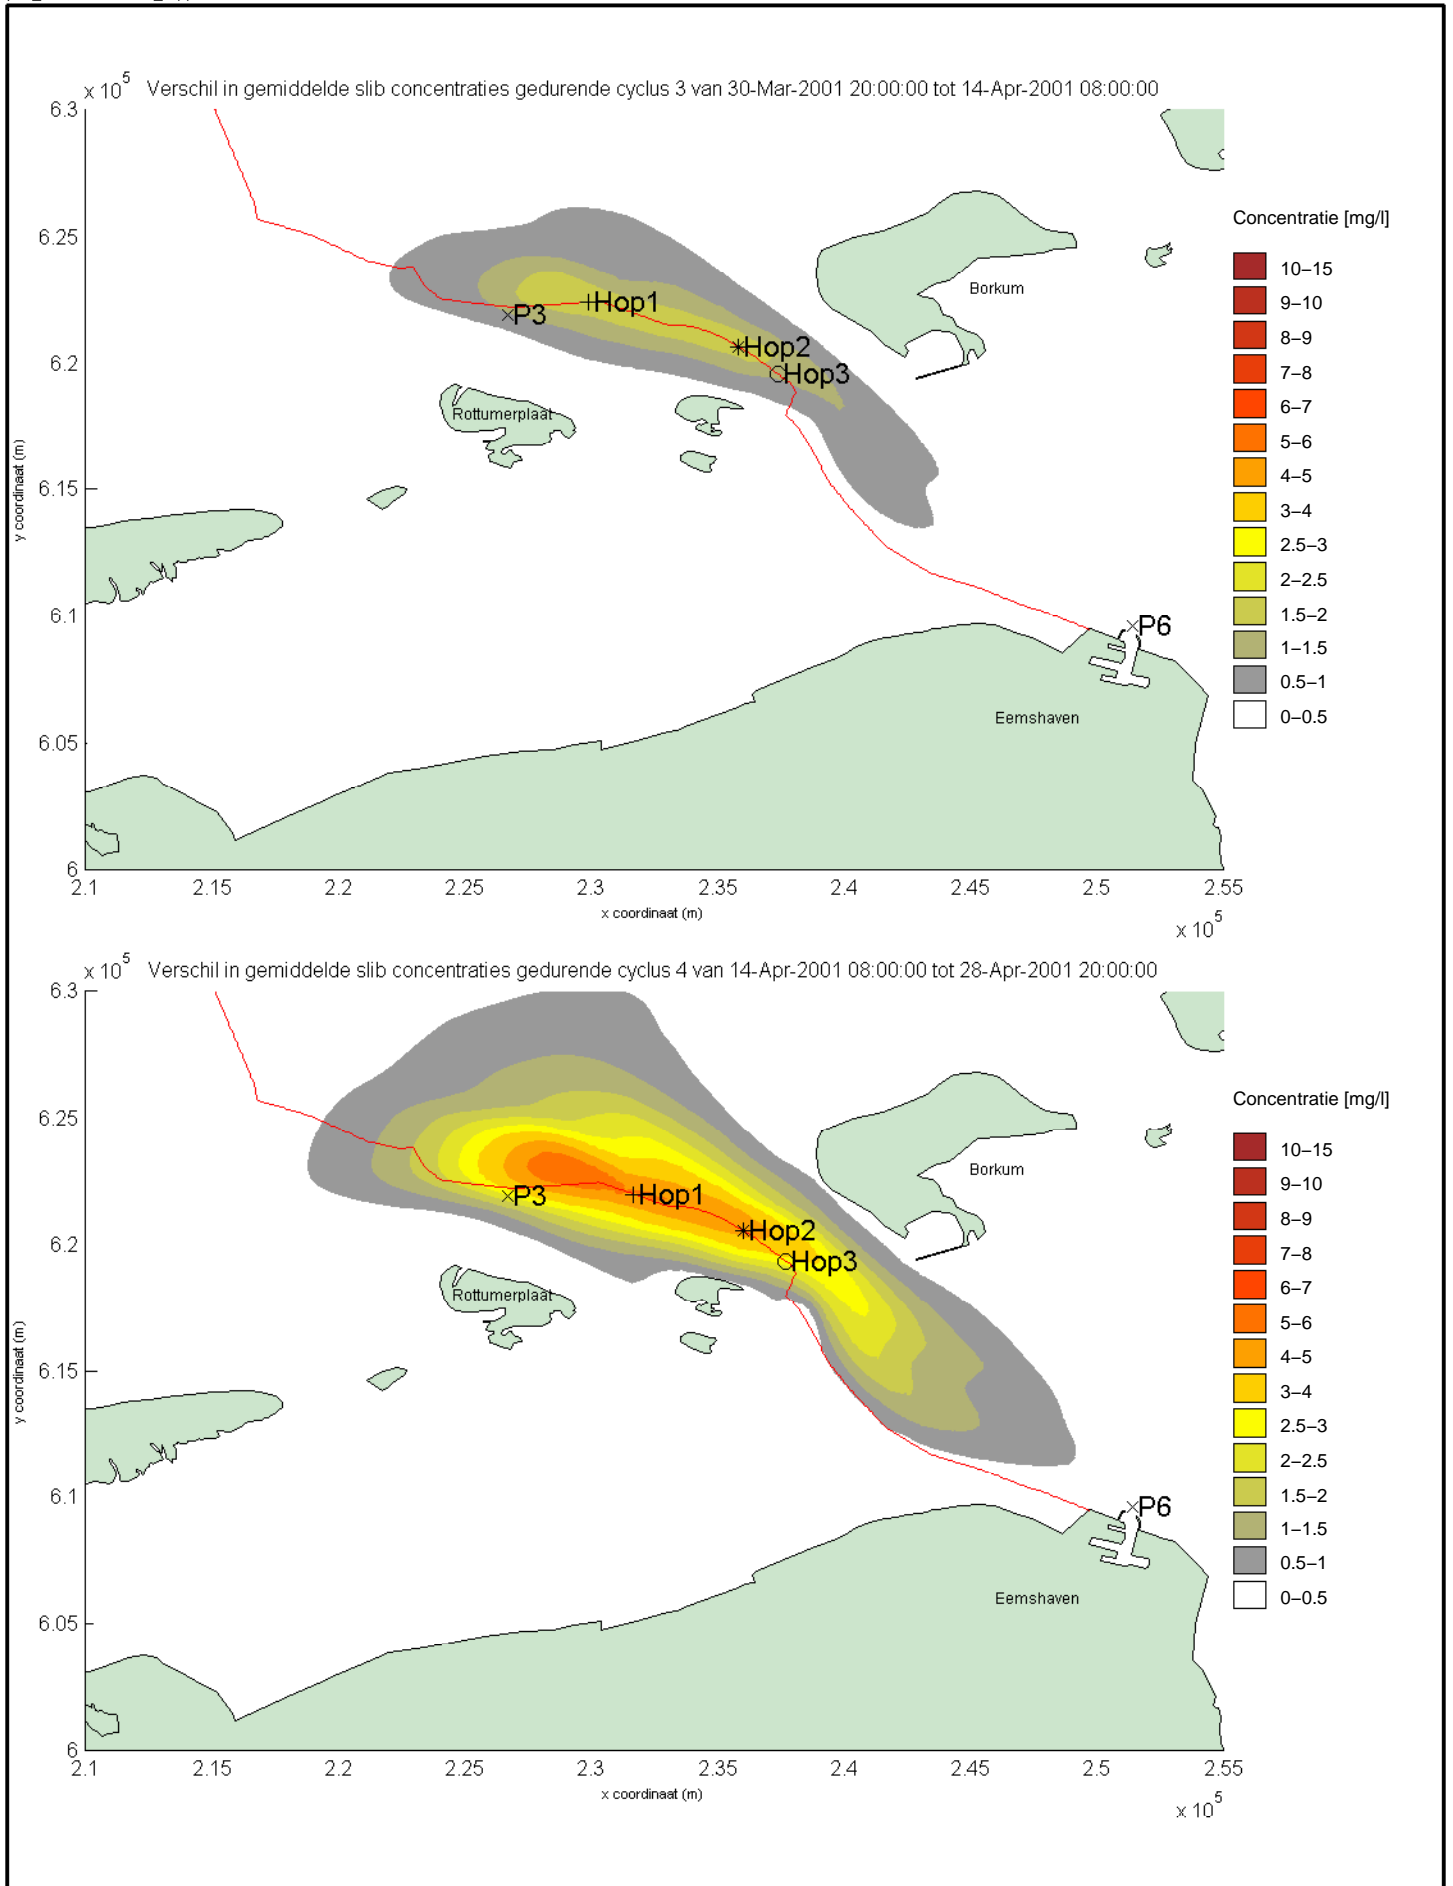 x 10^5 Verschil in gemiddelde slib concentraties gedurende cyclus 3 van 30-Mar-2001 20:00:00 tot 14-Apr-2001 08:00:00
6.3
6.25
6.2
6.15
6.1
6.05
6
y coordinaat (m)
2.1 2.15 2.2 2.25 2.3 2.35 2.4 2.45 2.5 2.55
x coordinaat (m)
x 10^5
Borkum
Hop1
P3
Hop2
Hop3
Rottumerplaat
P6
Eemshaven
Concentratie [mg/l]
10–15
9–10
8–9
7–8
6–7
5–6
4–5
3–4
2.5–3
2–2.5
1.5–2
1–1.5
0.5–1
0–0.5
x 10^5 Verschil in gemiddelde slib concentraties gedurende cyclus 4 van 14-Apr-2001 08:00:00 tot 28-Apr-2001 20:00:00
6.3
6.25
6.2
6.15
6.1
6.05
6
y coordinaat (m)
2.1 2.15 2.2 2.25 2.3 2.35 2.4 2.45 2.5 2.55
x coordinaat (m)
x 10^5
Borkum
P3
Hop1
Hop2
Hop3
Rottumerplaat
P6
Eemshaven
Concentratie [mg/l]
10–15
9–10
8–9
7–8
6–7
5–6
4–5
3–4
2.5–3
2–2.5
1.5–2
1–1.5
0.5–1
0–0.5